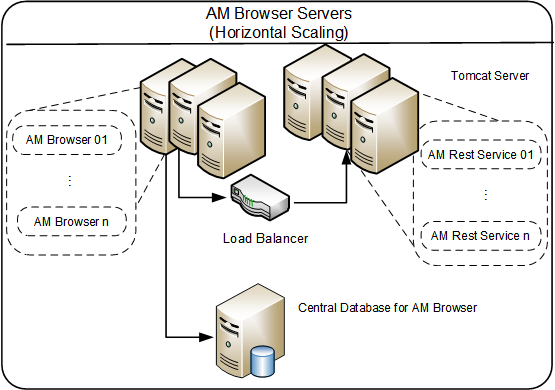 AM Browser Servers
(Horizontal Scaling)
Tomcat Server
AM Browser 01
⋮
AM Browser n
AM Rest Service 01
⋮
AM Rest Service n
Load Balancer
Central Database for AM Browser